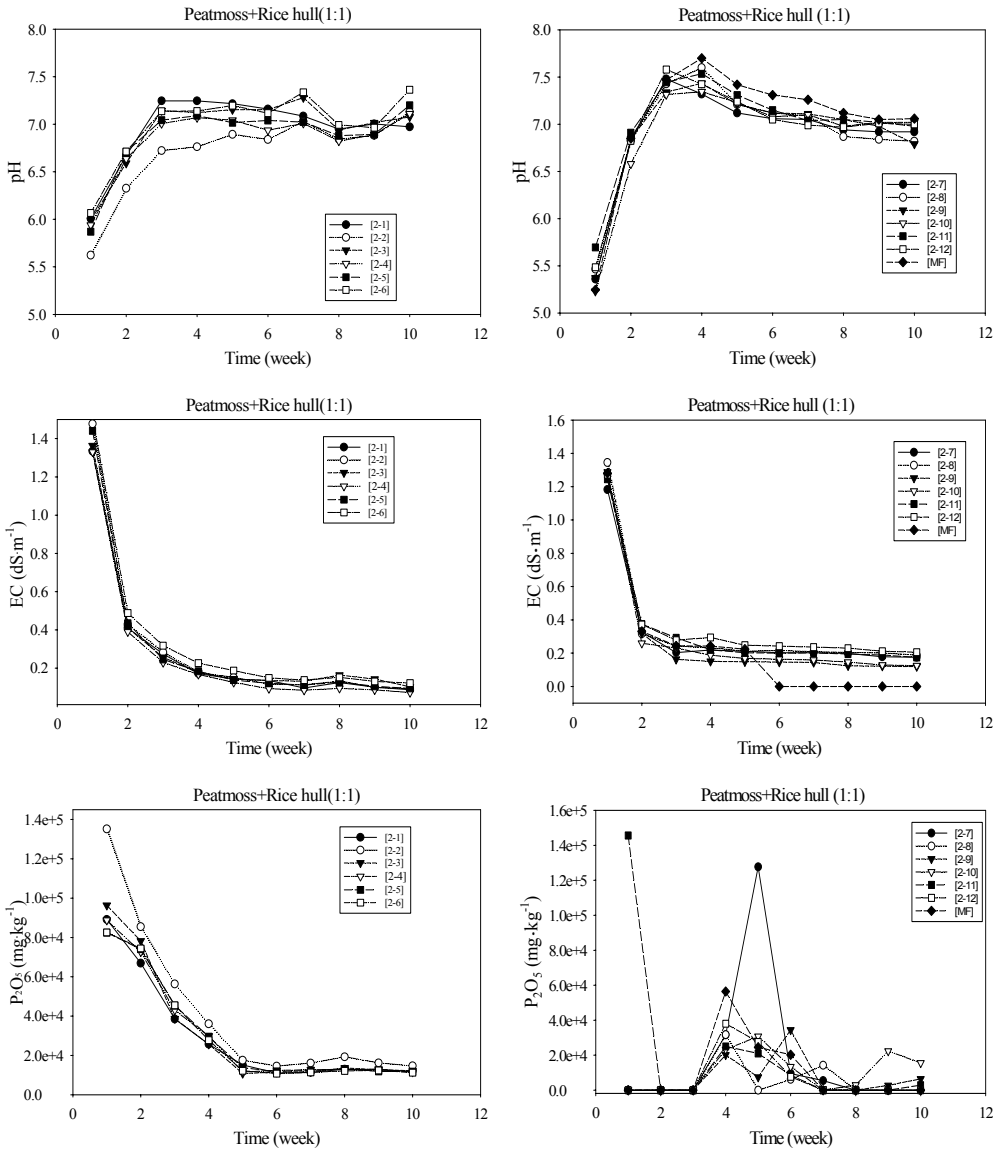 Peatmoss+Rice hull(1:1)
8.0
7.5
7.0
6.5
6.0
5.5
5.0
pH
[2-1]
[2-2]
[2-3]
[2-4]
[2-5]
[2-6]
0 2 4 6 8 10 12
Time (week)
Peatmoss+Rice hull(1:1)
8.0
7.5
7.0
6.5
6.0
5.5
5.0
pH
[2-7]
[2-8]
[2-9]
[2-10]
[2-11]
[2-12]
[MF]
0 2 4 6 8 10 12
Time (week)
Peatmoss+Rice hull(1:1)
1.4
1.2
1.0
0.8
0.6
0.4
0.2
EC (dS·m⁻¹)
[2-1]
[2-2]
[2-3]
[2-4]
[2-5]
[2-6]
0 2 4 6 8 10 12
Time (week)
Peatmoss+Rice hull (1:1)
1.6
1.4
1.2
1.0
0.8
0.6
0.4
0.2
0.0
EC (dS·m⁻¹)
[2-7]
[2-8]
[2-9]
[2-10]
[2-11]
[2-12]
[MF]
0 2 4 6 8 10 12
Time (week)
Peatmoss+Rice hull(1:1)
1.4e+5
1.2e+5
1.0e+5
8.0e+4
6.0e+4
4.0e+4
2.0e+4
0.0
P₂O₅ (mg·kg⁻¹)
[2-1]
[2-2]
[2-3]
[2-4]
[2-5]
[2-6]
0 2 4 6 8 10 12
Time (week)
Peatmoss+Rice hull (1:1)
1.6e+5
1.4e+5
1.2e+5
1.0e+5
8.0e+4
6.0e+4
4.0e+4
2.0e+4
0.0
P₂O₅ (mg·kg⁻¹)
[2-7]
[2-8]
[2-9]
[2-10]
[2-11]
[2-12]
[MF]
0 2 4 6 8 10 12
Time (week)